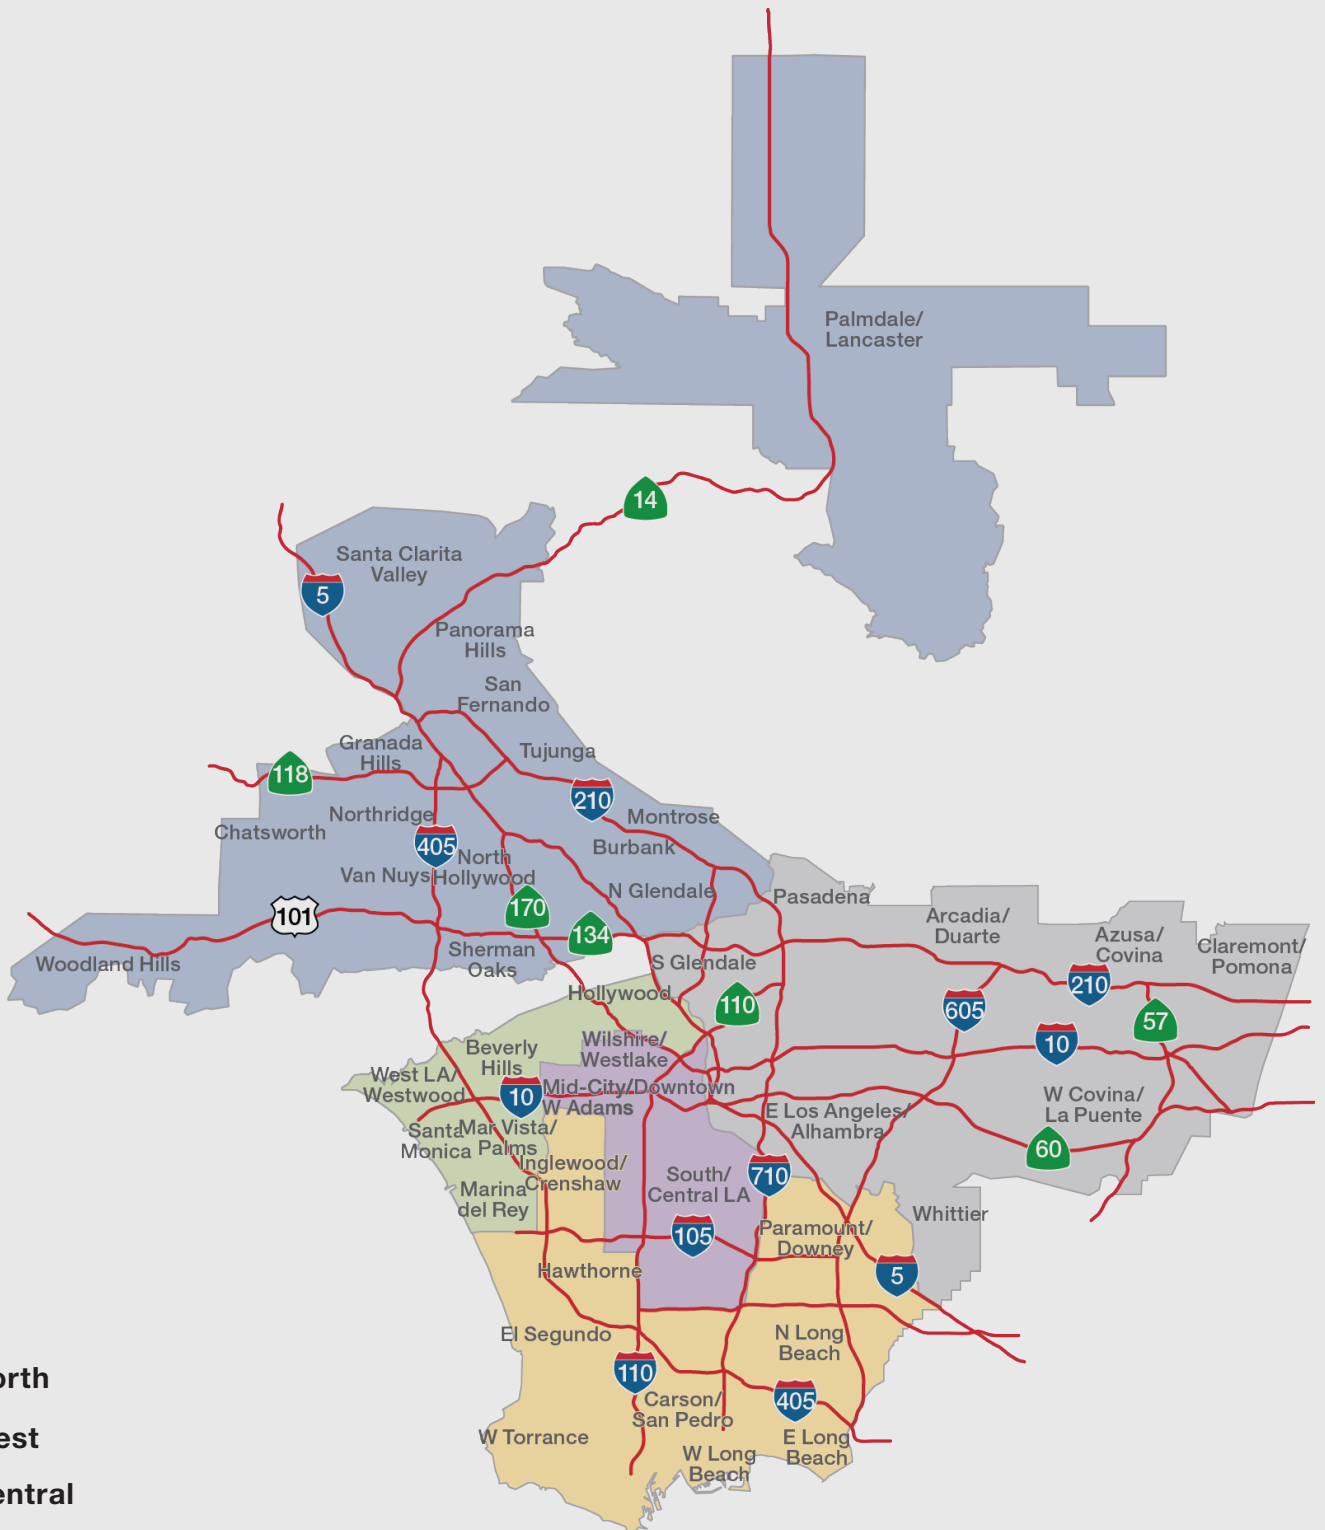 Palmdale/
Lancaster
14
Santa Clarita
Valley
5
Panorama
Hills
San
Fernando
Granada
Hills
Tujunga
118
210
Northridge
Montrose
Chatsworth
405
Burbank
North
Hollywood
Van Nuys
N Glendale
Pasadena
101
170
134
Arcadia/
Duarte
Azusa/
Covina
Claremont/
Pomona
Woodland Hills
Sherman
Oaks
S Glendale
Hollywood
110
605
210
57
10
Wilshire/
Westlake
Beverly
Hills
West LA/
Westwood
10
Mid-City/Downtown
W Adams
E Los Angeles/
Alhambra
W Covina/
La Puente
Santa
Monica
Mar Vista/
Palms
60
Inglewood/
Crenshaw
South/
Central LA
710
Marina
del Rey
Whittier
105
Paramount/
Downey
Hawthorne
5
El Segundo
N Long
Beach
110
405
Carson/
San Pedro
W Torrance
E Long
Beach
W Long
Beach
orth
est
entral